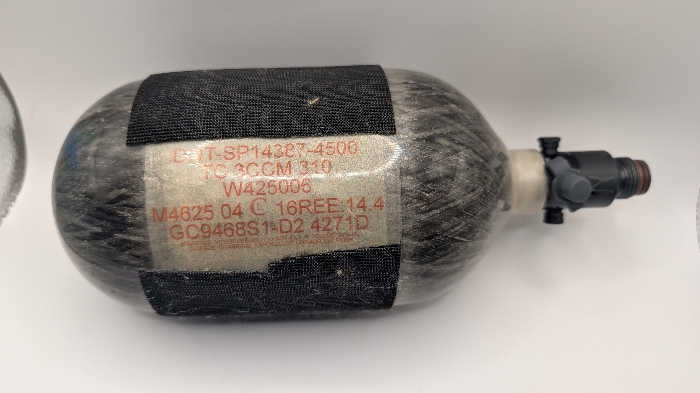 DOT-SP14387-4500
TC-3CCM 310
W425006
M4625 04 C 16REE 14.4
GC9468S1-D2 4271D